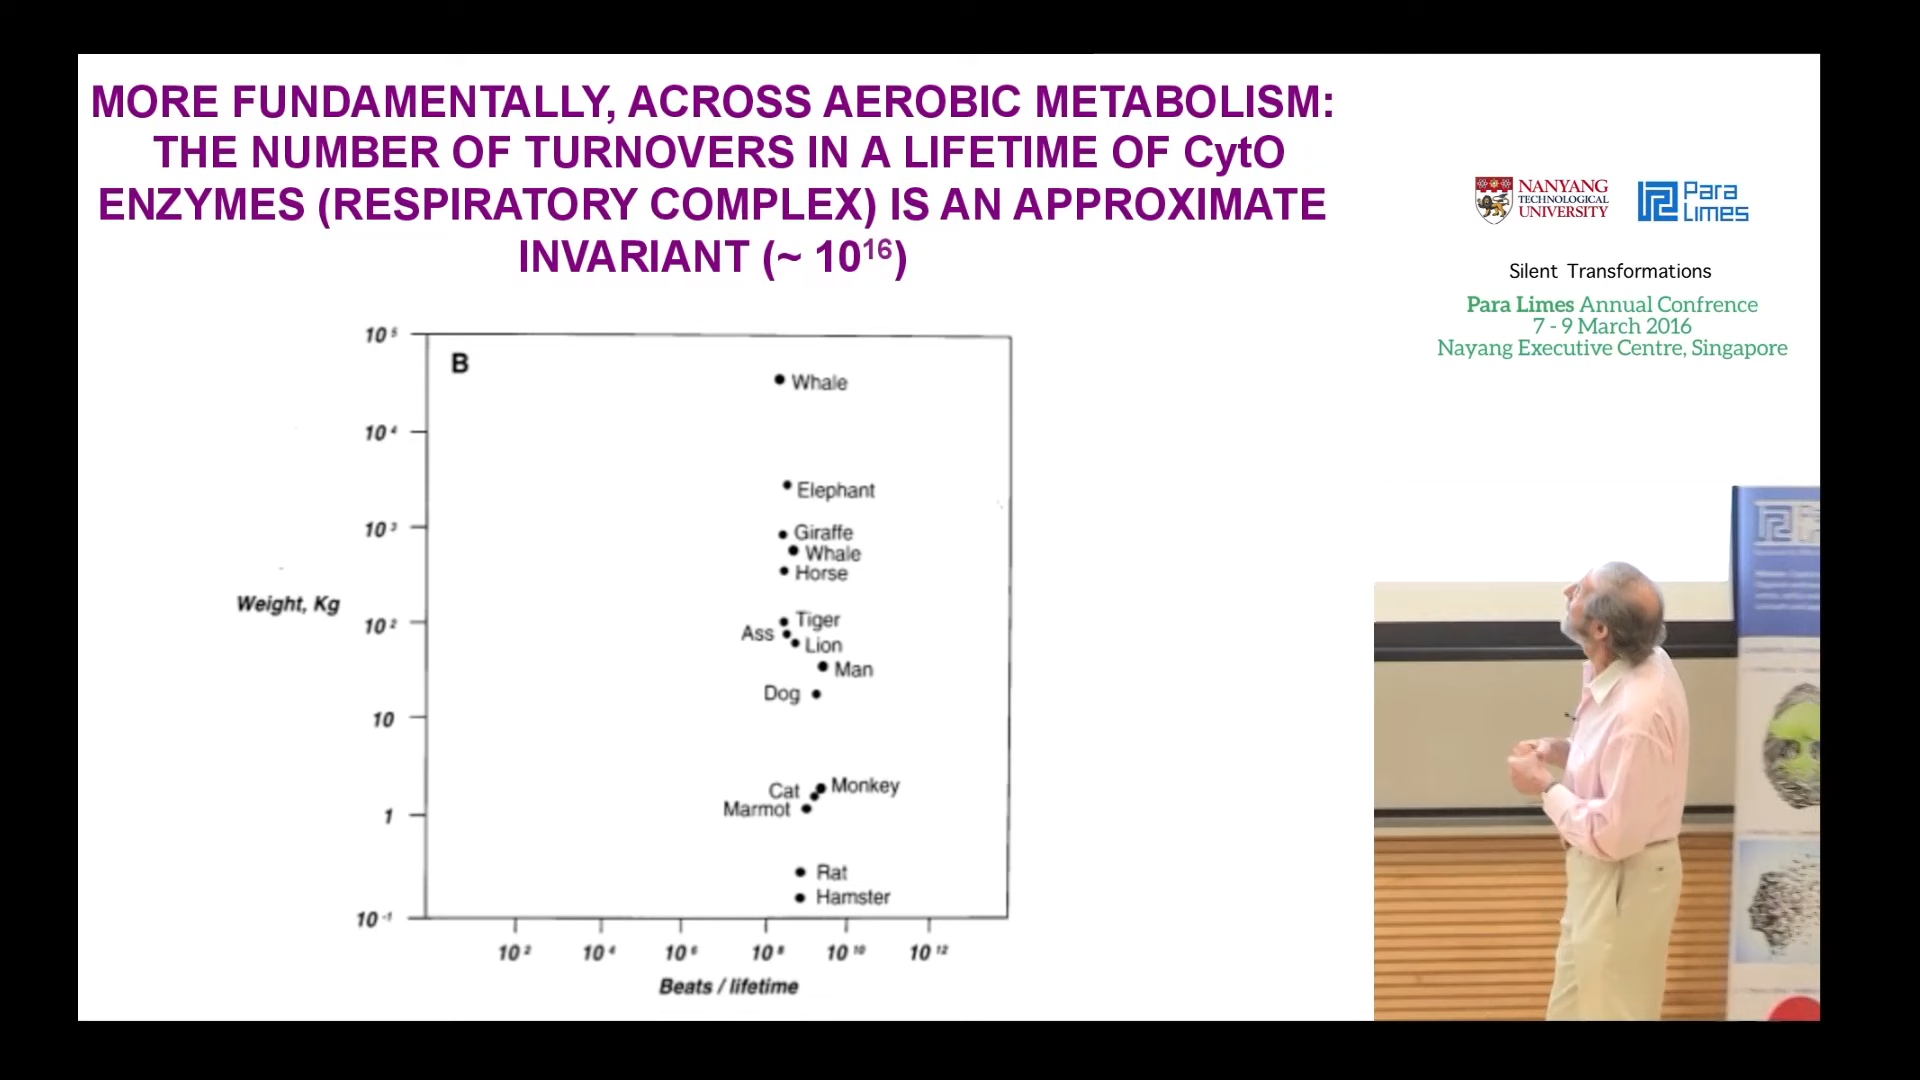 MORE FUNDAMENTALLY, ACROSS AEROBIC METABOLISM:
THE NUMBER OF TURNOVERS IN A LIFETIME OF CytO
ENZYMES (RESPIRATORY COMPLEX) IS AN APPROXIMATE
INVARIANT (~ 10¹⁶)
NANYANG
TECHNOLOGICAL
UNIVERSITY
Para
Limes
Silent Transformations
Para Limes Annual Confrence
7 - 9 March 2016
Nayang Executive Centre, Singapore
B
10⁵
10⁴
10³
10²
10
1
10⁻¹
Weight, Kg
Whale
Elephant
Giraffe
Whale
Horse
Tiger
Ass
Lion
Man
Dog
Cat
Monkey
Marmot
Rat
Hamster
10² 10⁴ 10⁶ 10⁸ 10¹⁰ 10¹²
Beats / lifetime